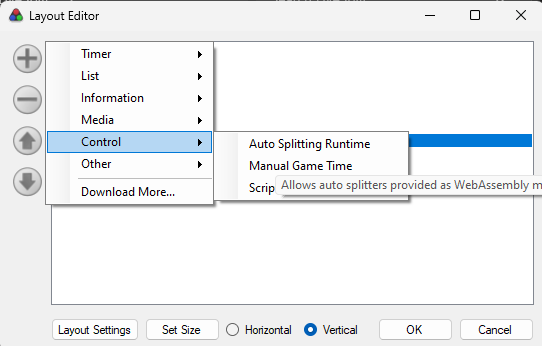 Layout Editor
Timer
List
Information
Media
Control
Other
Download More...
Auto Splitting Runtime
Manual Game Time
Scrip
Allows auto splitters provided as WebAssembly m
Layout Settings
Set Size
Horizontal
Vertical
OK
Cancel